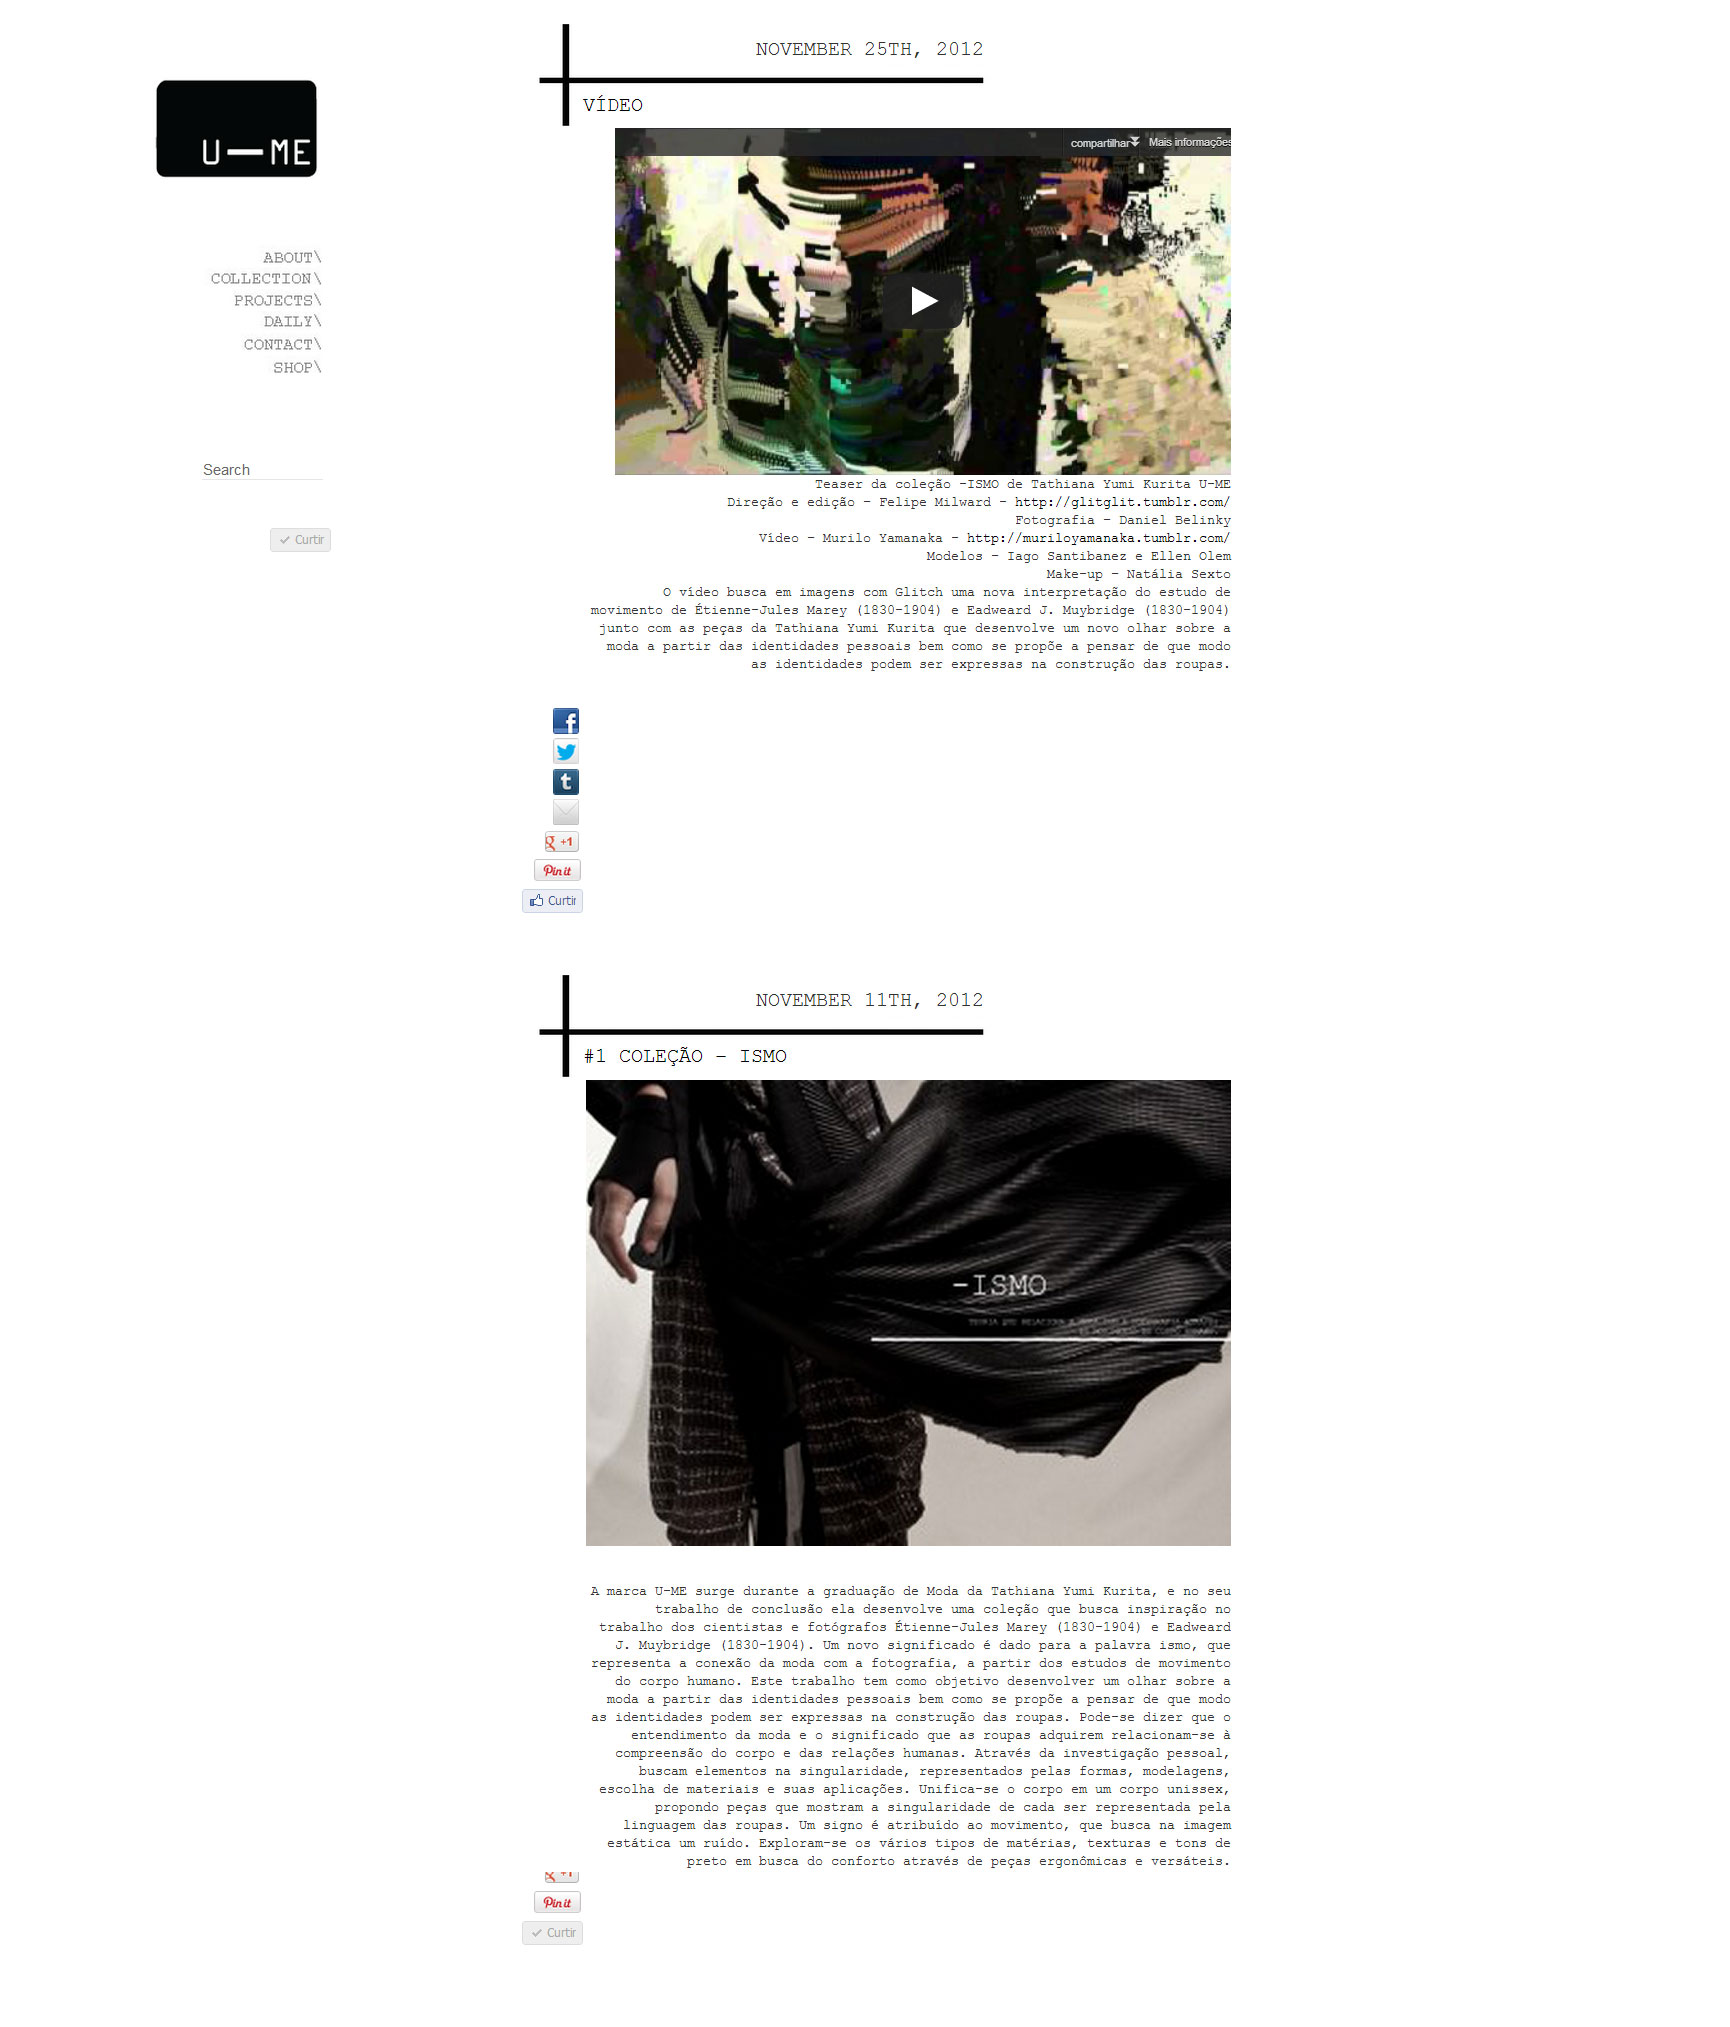 U—ME
ABOUT\
COLLECTION\
PROJECTS\
DAILY\
CONTACT\
SHOP\
Search
Curtir
NOVEMBER 25TH, 2012
VÍDEO
compartilhar
Mais informações
Teaser da coleção -ISMO de Tathiana Yumi Kurita U-ME
Direção e edição - Felipe Milward - http://glitglit.tumblr.com/
Fotografia - Daniel Belinky
Vídeo - Murilo Yamanaka - http://muriloyamanaka.tumblr.com/
Modelos - Iago Santibanez e Ellen Olem
Make-up - Natália Sexto
O vídeo busca em imagens com Glitch uma nova interpretação do estudo de
movimento de Étienne-Jules Marey (1830-1904) e Eadweard J. Muybridge (1830-1904)
junto com as peças da Tathiana Yumi Kurita que desenvolve um novo olhar sobre a
moda a partir das identidades pessoais bem como se propõe a pensar de que modo
as identidades podem ser expressas na construção das roupas.
f
t
g +1
Pin it
Curtir
NOVEMBER 11TH, 2012
#1 COLEÇÃO - ISMO
-ISMO
A marca U-ME surge durante a graduação de Moda da Tathiana Yumi Kurita, e no seu
trabalho de conclusão ela desenvolve uma coleção que busca inspiração no
trabalho dos cientistas e fotógrafos Étienne-Jules Marey (1830-1904) e Eadweard
J. Muybridge (1830-1904). Um novo significado é dado para a palavra ismo, que
representa a conexão da moda com a fotografia, a partir dos estudos de movimento
do corpo humano. Este trabalho tem como objetivo desenvolver um olhar sobre a
moda a partir das identidades pessoais bem como se propõe a pensar de que modo
as identidades podem ser expressas na construção das roupas. Pode-se dizer que o
entendimento da moda e o significado que as roupas adquirem relacionam-se à
compreensão do corpo e das relações humanas. Através da investigação pessoal,
buscam elementos na singularidade, representados pelas formas, modelagens,
escolha de materiais e suas aplicações. Unifica-se o corpo em um corpo unissex,
propondo peças que mostram a singularidade de cada ser representada pela
linguagem das roupas. Um signo é atribuído ao movimento, que busca na imagem
estática um ruído. Exploram-se os vários tipos de matérias, texturas e tons de
preto em busca do conforto através de peças ergonômicas e versáteis.
g +1
Pin it
Curtir